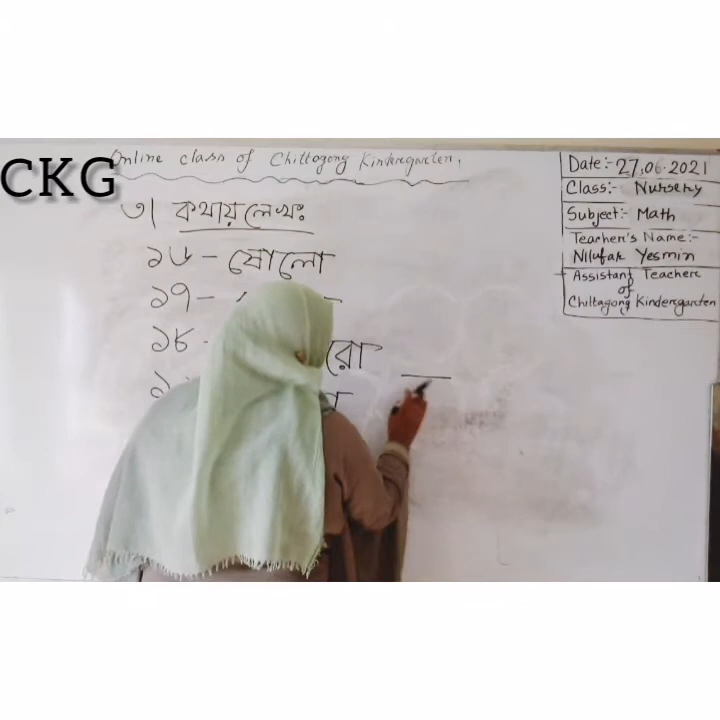 Online class of Chittagong Kindergarten.
CKG
৩। কথায় লেখঃ
১৬ - ষোলো
১৭ -
১৮ - রো
Date:- 27.06.2021
Class:- Nursery
Subject:- Math
Teacher's Name:-
Nilufar Yesmin
Assistant Teacher
of
Chittagong Kindergarten